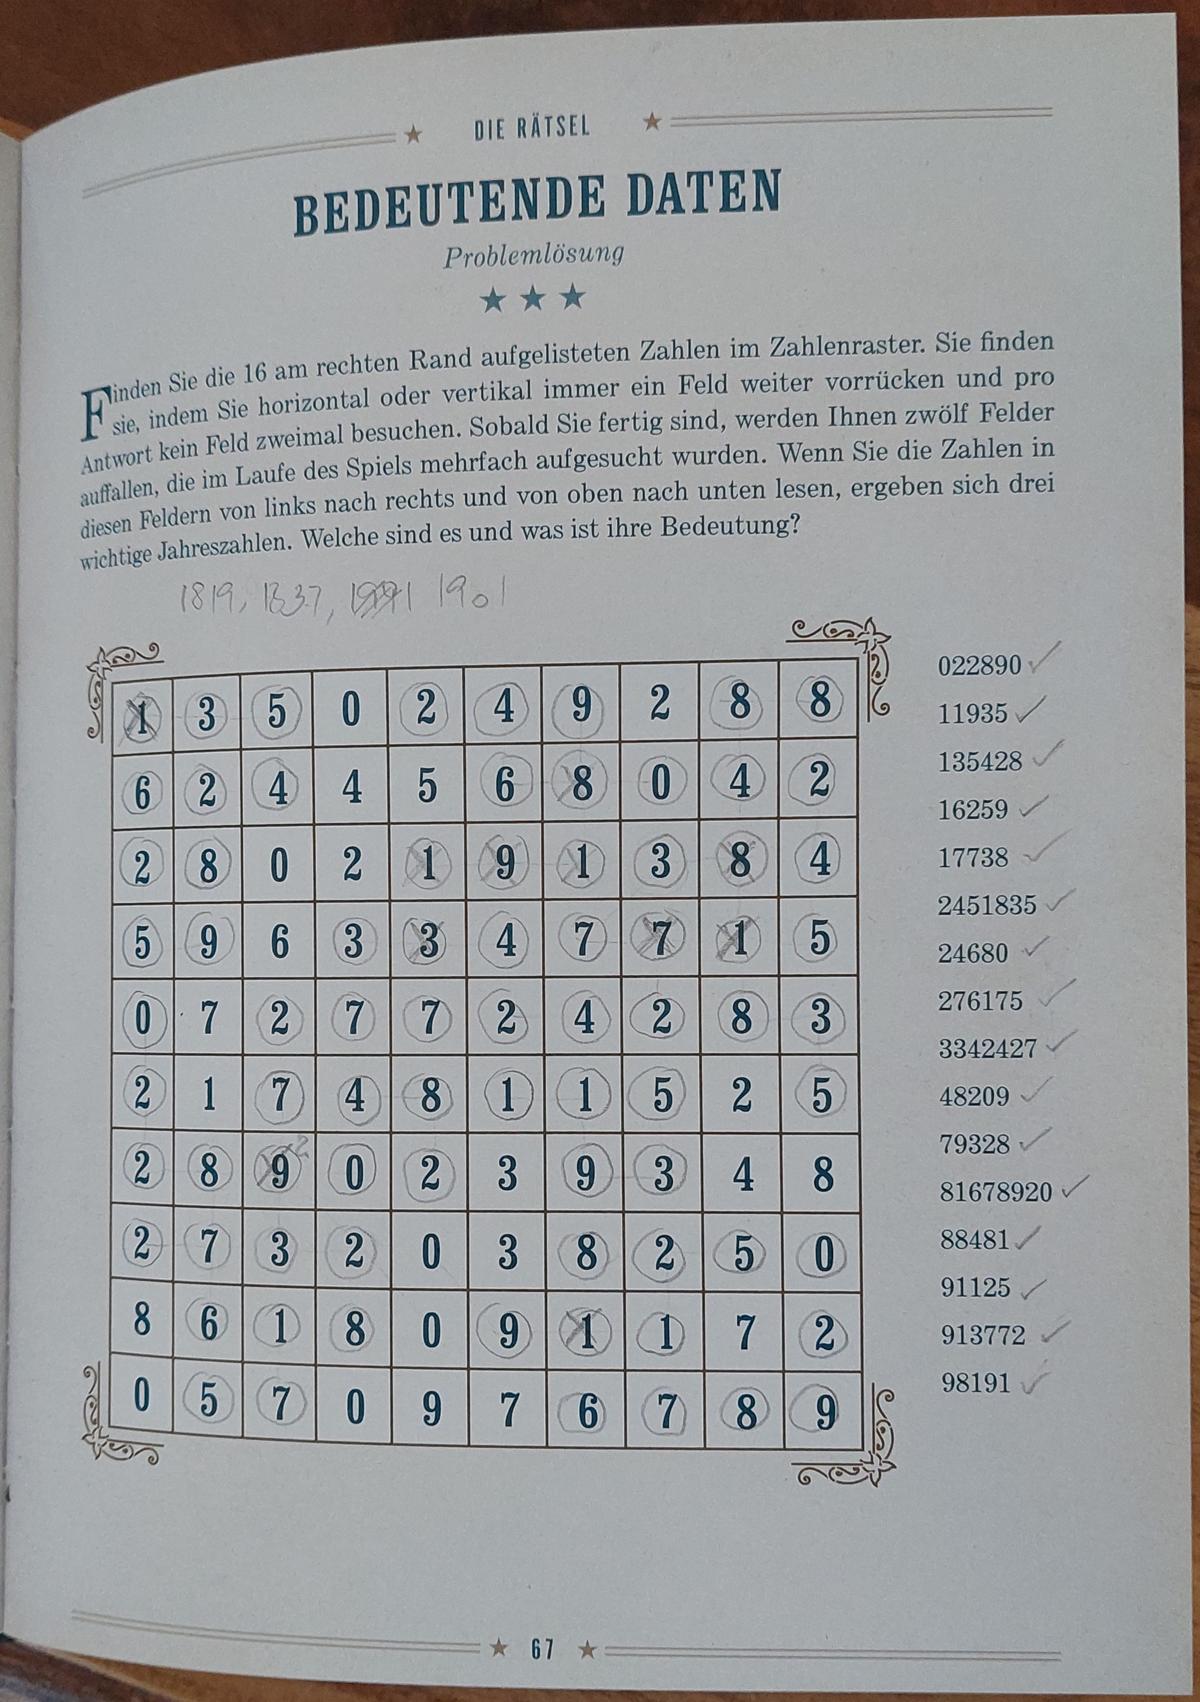 DIE RÄTSEL
BEDEUTENDE DATEN
Problemlösung
Finden Sie die 16 am rechten Rand aufgelisteten Zahlen im Zahlenraster. Sie finden
sie, indem Sie horizontal oder vertikal immer ein Feld weiter vorrücken und pro
Antwort kein Feld zweimal besuchen. Sobald Sie fertig sind, werden Ihnen zwölf Felder
auffallen, die im Laufe des Spiels mehrfach aufgesucht wurden. Wenn Sie die Zahlen in
diesen Feldern von links nach rechts und von oben nach unten lesen, ergeben sich drei
wichtige Jahreszahlen. Welche sind es und was ist ihre Bedeutung?
1819, 1337, 1901
1 3 5 0 2 4 9 2 8 8
6 2 4 4 5 6 8 0 4 2
2 8 0 2 1 9 1 3 8 4
5 9 6 3 3 4 7 7 1 5
0 7 2 7 7 2 4 2 8 3
2 1 7 4 8 1 1 5 2 5
2 8 9 0 2 3 9 3 4 8
2 7 3 2 0 3 8 2 5 0
8 6 1 8 0 9 1 1 7 2
0 5 7 0 9 7 6 7 8 9
022890
11935
135428
16259
17738
2451835
24680
276175
3342427
48209
79328
81678920
88481
91125
913772
98191
67